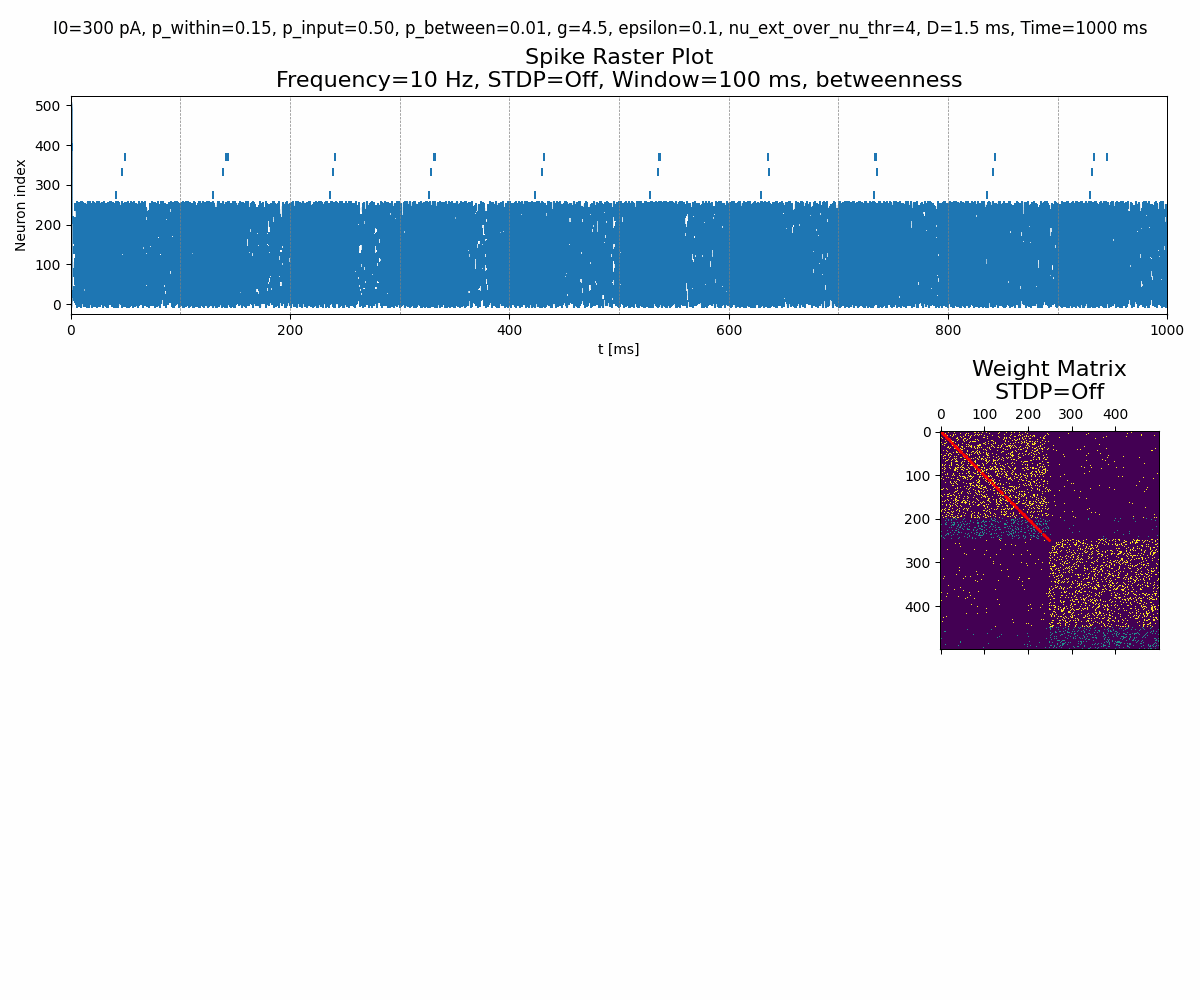 I0=300 pA, p_within=0.15, p_input=0.50, p_between=0.01, g=4.5, epsilon=0.1, nu_ext_over_nu_thr=4, D=1.5 ms, Time=1000 ms
Spike Raster Plot
Frequency=10 Hz, STDP=Off, Window=100 ms, betweenness
500
400
300
200
100
0
Neuron index
0 200 400 600 800 1000
t [ms]
Weight Matrix
STDP=Off
0 100 200 300 400
0
100
200
300
400